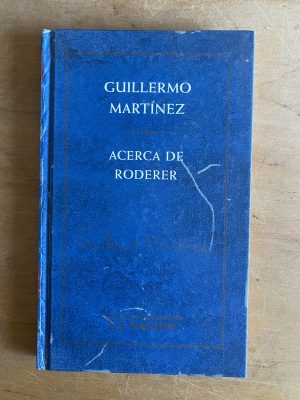 GUILLERMO
MARTÍNEZ
ACERCA DE
RODERER